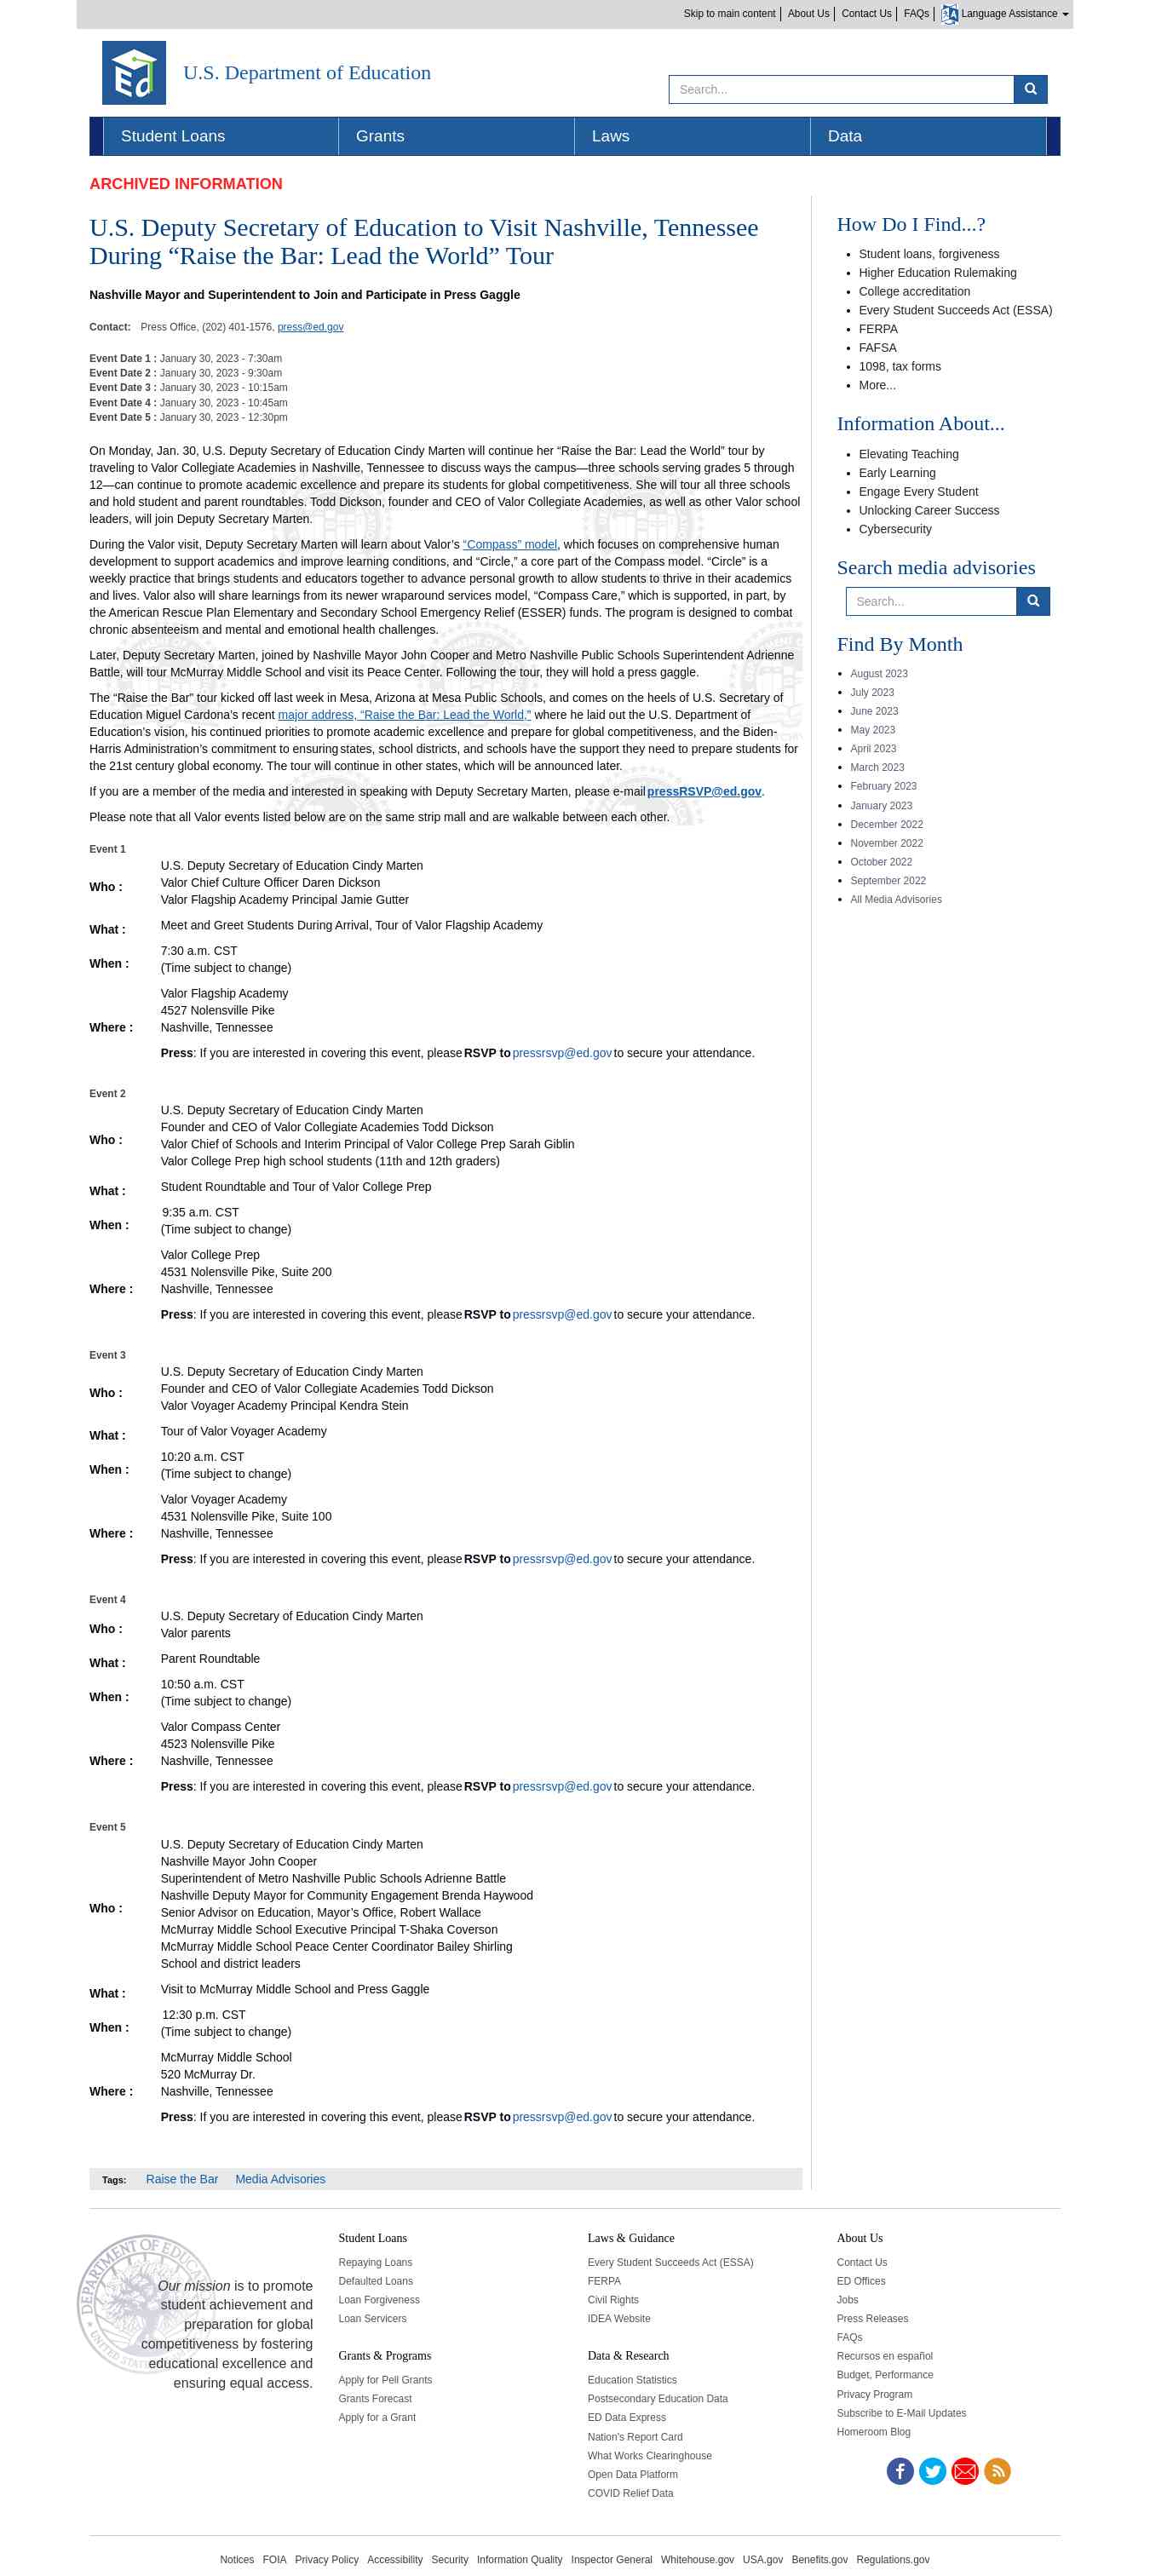 Skip to main content About Us Contact Us FAQs Language Assistance
U.S. Department of Education
Search...
Student Loans Grants Laws Data
ARCHIVED INFORMATION
U.S. Deputy Secretary of Education to Visit Nashville, Tennessee
During “Raise the Bar: Lead the World” Tour
Nashville Mayor and Superintendent to Join and Participate in Press Gaggle
Contact: Press Office, (202) 401-1576, press@ed.gov
Event Date 1 : January 30, 2023 - 7:30am
Event Date 2 : January 30, 2023 - 9:30am
Event Date 3 : January 30, 2023 - 10:15am
Event Date 4 : January 30, 2023 - 10:45am
Event Date 5 : January 30, 2023 - 12:30pm
On Monday, Jan. 30, U.S. Deputy Secretary of Education Cindy Marten will continue her “Raise the Bar: Lead the World” tour by
traveling to Valor Collegiate Academies in Nashville, Tennessee to discuss ways the campus—three schools serving grades 5 through
12—can continue to promote academic excellence and prepare its students for global competitiveness. She will tour all three schools
and hold student and parent roundtables. Todd Dickson, founder and CEO of Valor Collegiate Academies, as well as other Valor school
leaders, will join Deputy Secretary Marten.
During the Valor visit, Deputy Secretary Marten will learn about Valor’s “Compass” model, which focuses on comprehensive human
development to support academics and improve learning conditions, and “Circle,” a core part of the Compass model. “Circle” is a
weekly practice that brings students and educators together to advance personal growth to allow students to thrive in their academics
and lives. Valor also will share learnings from its newer wraparound services model, “Compass Care,” which is supported, in part, by
the American Rescue Plan Elementary and Secondary School Emergency Relief (ESSER) funds. The program is designed to combat
chronic absenteeism and mental and emotional health challenges.
Later, Deputy Secretary Marten, joined by Nashville Mayor John Cooper and Metro Nashville Public Schools Superintendent Adrienne
Battle, will tour McMurray Middle School and visit its Peace Center. Following the tour, they will hold a press gaggle.
The “Raise the Bar” tour kicked off last week in Mesa, Arizona at Mesa Public Schools, and comes on the heels of U.S. Secretary of
Education Miguel Cardona’s recent major address, “Raise the Bar: Lead the World,” where he laid out the U.S. Department of
Education’s vision, his continued priorities to promote academic excellence and prepare for global competitiveness, and the Biden-
Harris Administration’s commitment to ensuring states, school districts, and schools have the support they need to prepare students for
the 21st century global economy. The tour will continue in other states, which will be announced later.
If you are a member of the media and interested in speaking with Deputy Secretary Marten, please e-mail pressRSVP@ed.gov.
Please note that all Valor events listed below are on the same strip mall and are walkable between each other.
Event 1
Who :
U.S. Deputy Secretary of Education Cindy Marten
Valor Chief Culture Officer Daren Dickson
Valor Flagship Academy Principal Jamie Gutter
What : Meet and Greet Students During Arrival, Tour of Valor Flagship Academy
When :
7:30 a.m. CST
(Time subject to change)
Where :
Valor Flagship Academy
4527 Nolensville Pike
Nashville, Tennessee
Press: If you are interested in covering this event, please RSVP to pressrsvp@ed.gov to secure your attendance.
Event 2
Who :
U.S. Deputy Secretary of Education Cindy Marten
Founder and CEO of Valor Collegiate Academies Todd Dickson
Valor Chief of Schools and Interim Principal of Valor College Prep Sarah Giblin
Valor College Prep high school students (11th and 12th graders)
What : Student Roundtable and Tour of Valor College Prep
When :
9:35 a.m. CST
(Time subject to change)
Where :
Valor College Prep
4531 Nolensville Pike, Suite 200
Nashville, Tennessee
Press: If you are interested in covering this event, please RSVP to pressrsvp@ed.gov to secure your attendance.
Event 3
Who :
U.S. Deputy Secretary of Education Cindy Marten
Founder and CEO of Valor Collegiate Academies Todd Dickson
Valor Voyager Academy Principal Kendra Stein
What : Tour of Valor Voyager Academy
When :
10:20 a.m. CST
(Time subject to change)
Where :
Valor Voyager Academy
4531 Nolensville Pike, Suite 100
Nashville, Tennessee
Press: If you are interested in covering this event, please RSVP to pressrsvp@ed.gov to secure your attendance.
Event 4
Who :
U.S. Deputy Secretary of Education Cindy Marten
Valor parents
What : Parent Roundtable
When :
10:50 a.m. CST
(Time subject to change)
Where :
Valor Compass Center
4523 Nolensville Pike
Nashville, Tennessee
Press: If you are interested in covering this event, please RSVP to pressrsvp@ed.gov to secure your attendance.
Event 5
Who :
U.S. Deputy Secretary of Education Cindy Marten
Nashville Mayor John Cooper
Superintendent of Metro Nashville Public Schools Adrienne Battle
Nashville Deputy Mayor for Community Engagement Brenda Haywood
Senior Advisor on Education, Mayor’s Office, Robert Wallace
McMurray Middle School Executive Principal T-Shaka Coverson
McMurray Middle School Peace Center Coordinator Bailey Shirling
School and district leaders
What : Visit to McMurray Middle School and Press Gaggle
When :
12:30 p.m. CST
(Time subject to change)
Where :
McMurray Middle School
520 McMurray Dr.
Nashville, Tennessee
Press: If you are interested in covering this event, please RSVP to pressrsvp@ed.gov to secure your attendance.
Tags: Raise the Bar Media Advisories
How Do I Find...?
Student loans, forgiveness
Higher Education Rulemaking
College accreditation
Every Student Succeeds Act (ESSA)
FERPA
FAFSA
1098, tax forms
More...
Information About...
Elevating Teaching
Early Learning
Engage Every Student
Unlocking Career Success
Cybersecurity
Search media advisories
Search...
Find By Month
August 2023
July 2023
June 2023
May 2023
April 2023
March 2023
February 2023
January 2023
December 2022
November 2022
October 2022
September 2022
All Media Advisories
Our mission is to promote
student achievement and
preparation for global
competitiveness by fostering
educational excellence and
ensuring equal access.
Student Loans
Repaying Loans
Defaulted Loans
Loan Forgiveness
Loan Servicers
Grants & Programs
Apply for Pell Grants
Grants Forecast
Apply for a Grant
Laws & Guidance
Every Student Succeeds Act (ESSA)
FERPA
Civil Rights
IDEA Website
Data & Research
Education Statistics
Postsecondary Education Data
ED Data Express
Nation's Report Card
What Works Clearinghouse
Open Data Platform
COVID Relief Data
About Us
Contact Us
ED Offices
Jobs
Press Releases
FAQs
Recursos en español
Budget, Performance
Privacy Program
Subscribe to E-Mail Updates
Homeroom Blog
Notices FOIA Privacy Policy Accessibility Security Information Quality Inspector General Whitehouse.gov USA.gov Benefits.gov Regulations.gov